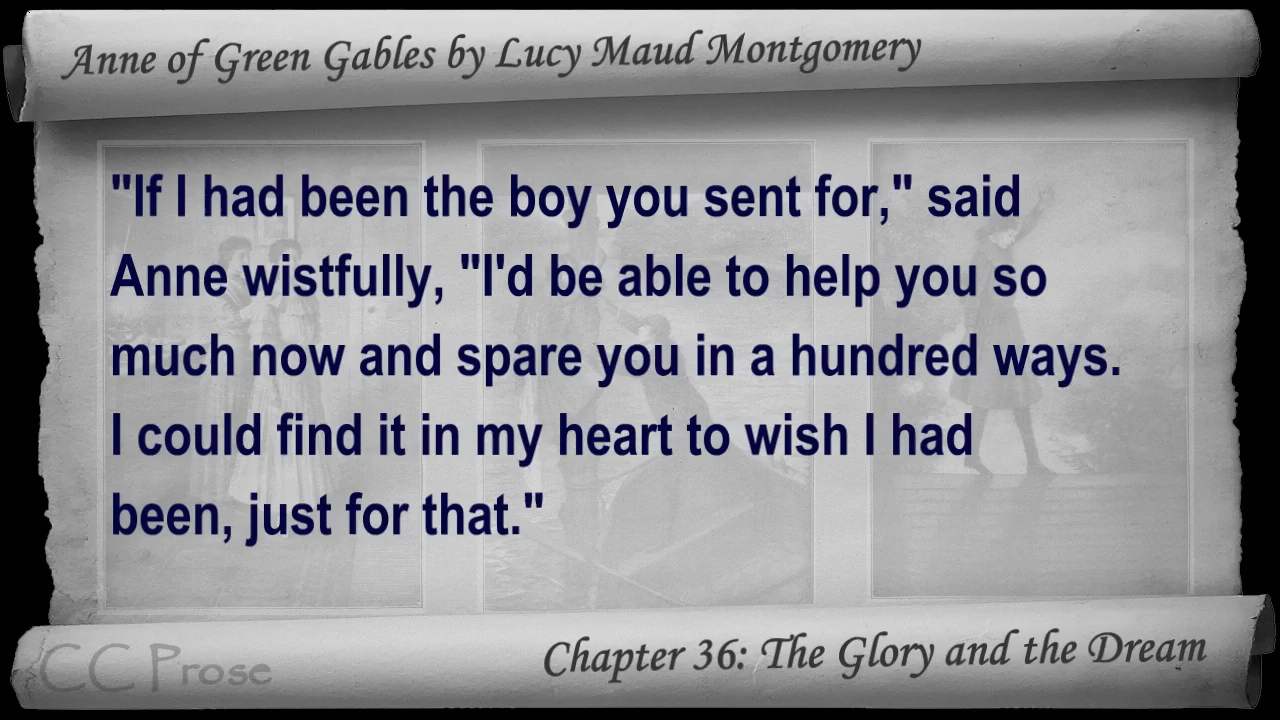 Anne of Green Gables by Lucy Maud Montgomery
"If I had been the boy you sent for," said
Anne wistfully, "I'd be able to help you so
much now and spare you in a hundred ways.
I could find it in my heart to wish I had
been, just for that."
CC Prose
Chapter 36: The Glory and the Dream